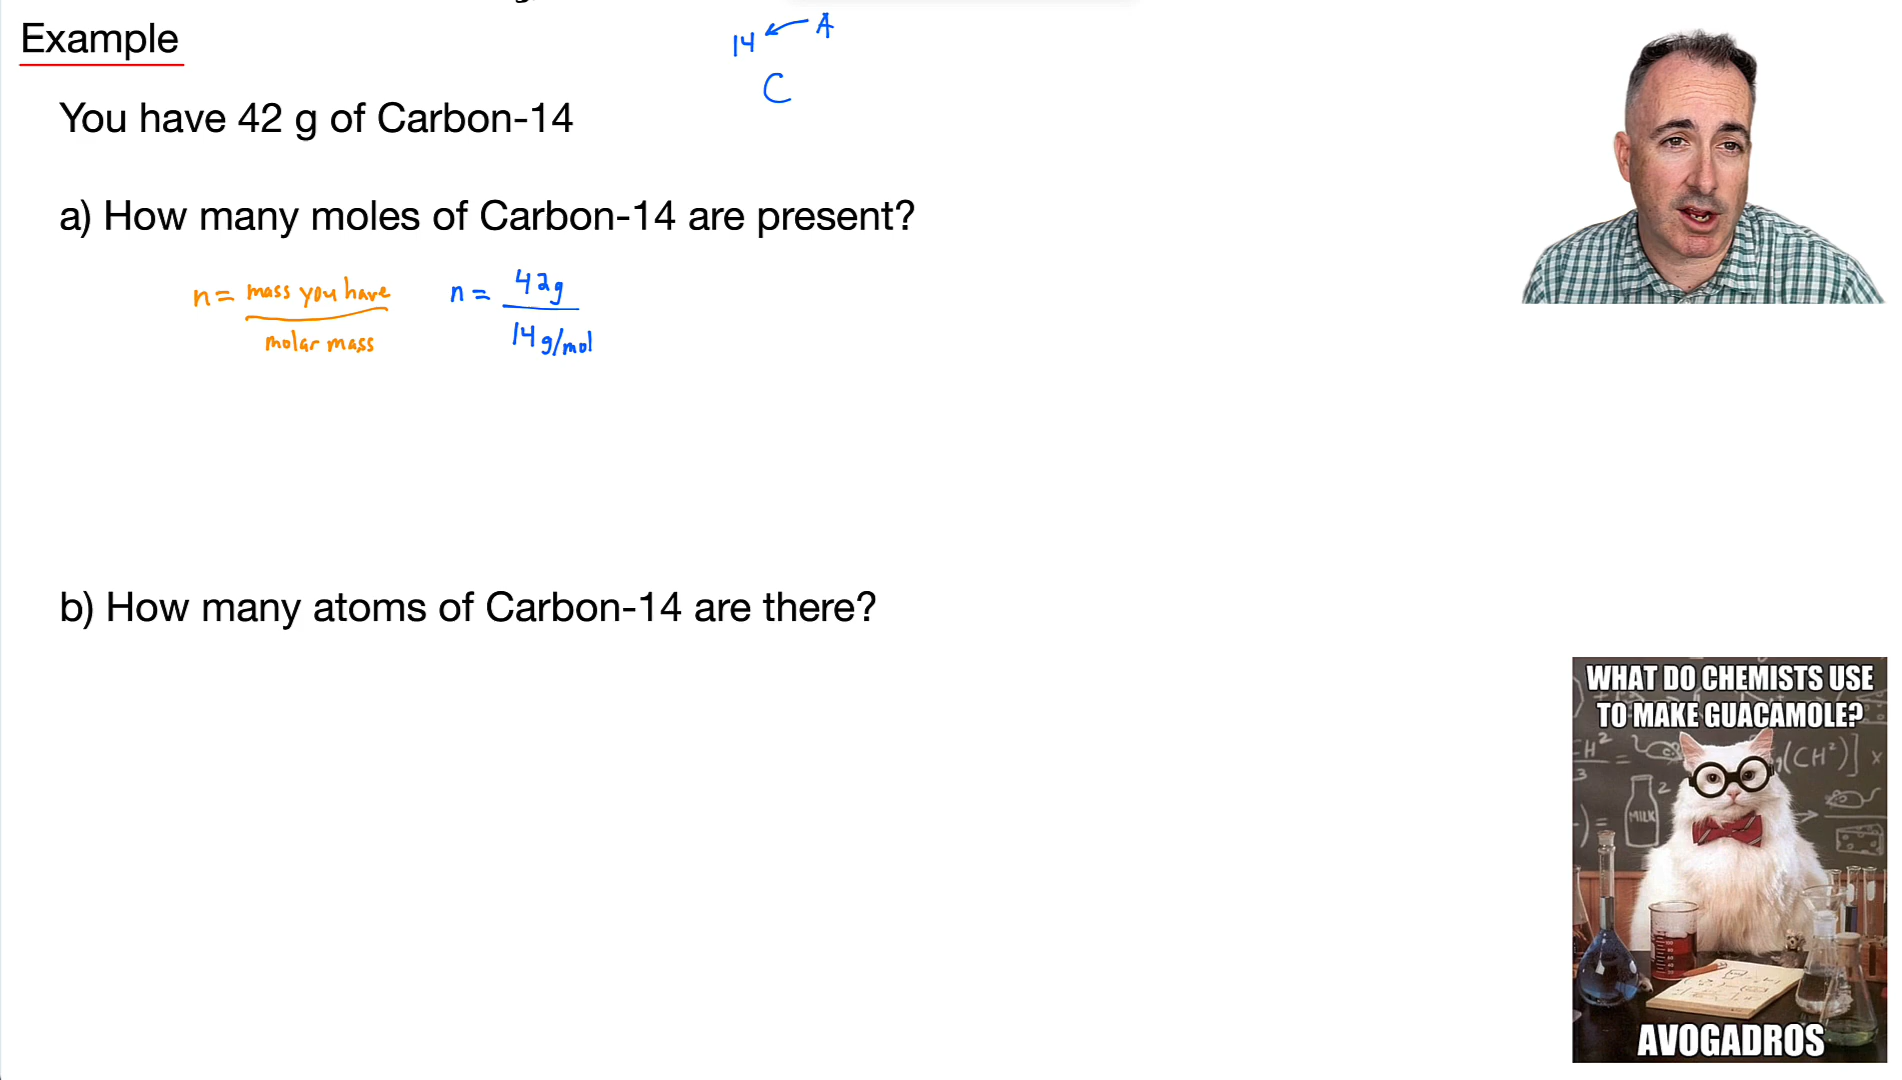 Example
14 ← A
C
You have 42 g of Carbon-14
a) How many moles of Carbon-14 are present?
n = mass you have / molar mass
n = 42g / 14 g/mol
b) How many atoms of Carbon-14 are there?
WHAT DO CHEMISTS USE
TO MAKE GUACAMOLE?
(CH²)] x
MILK
AVOGADROS